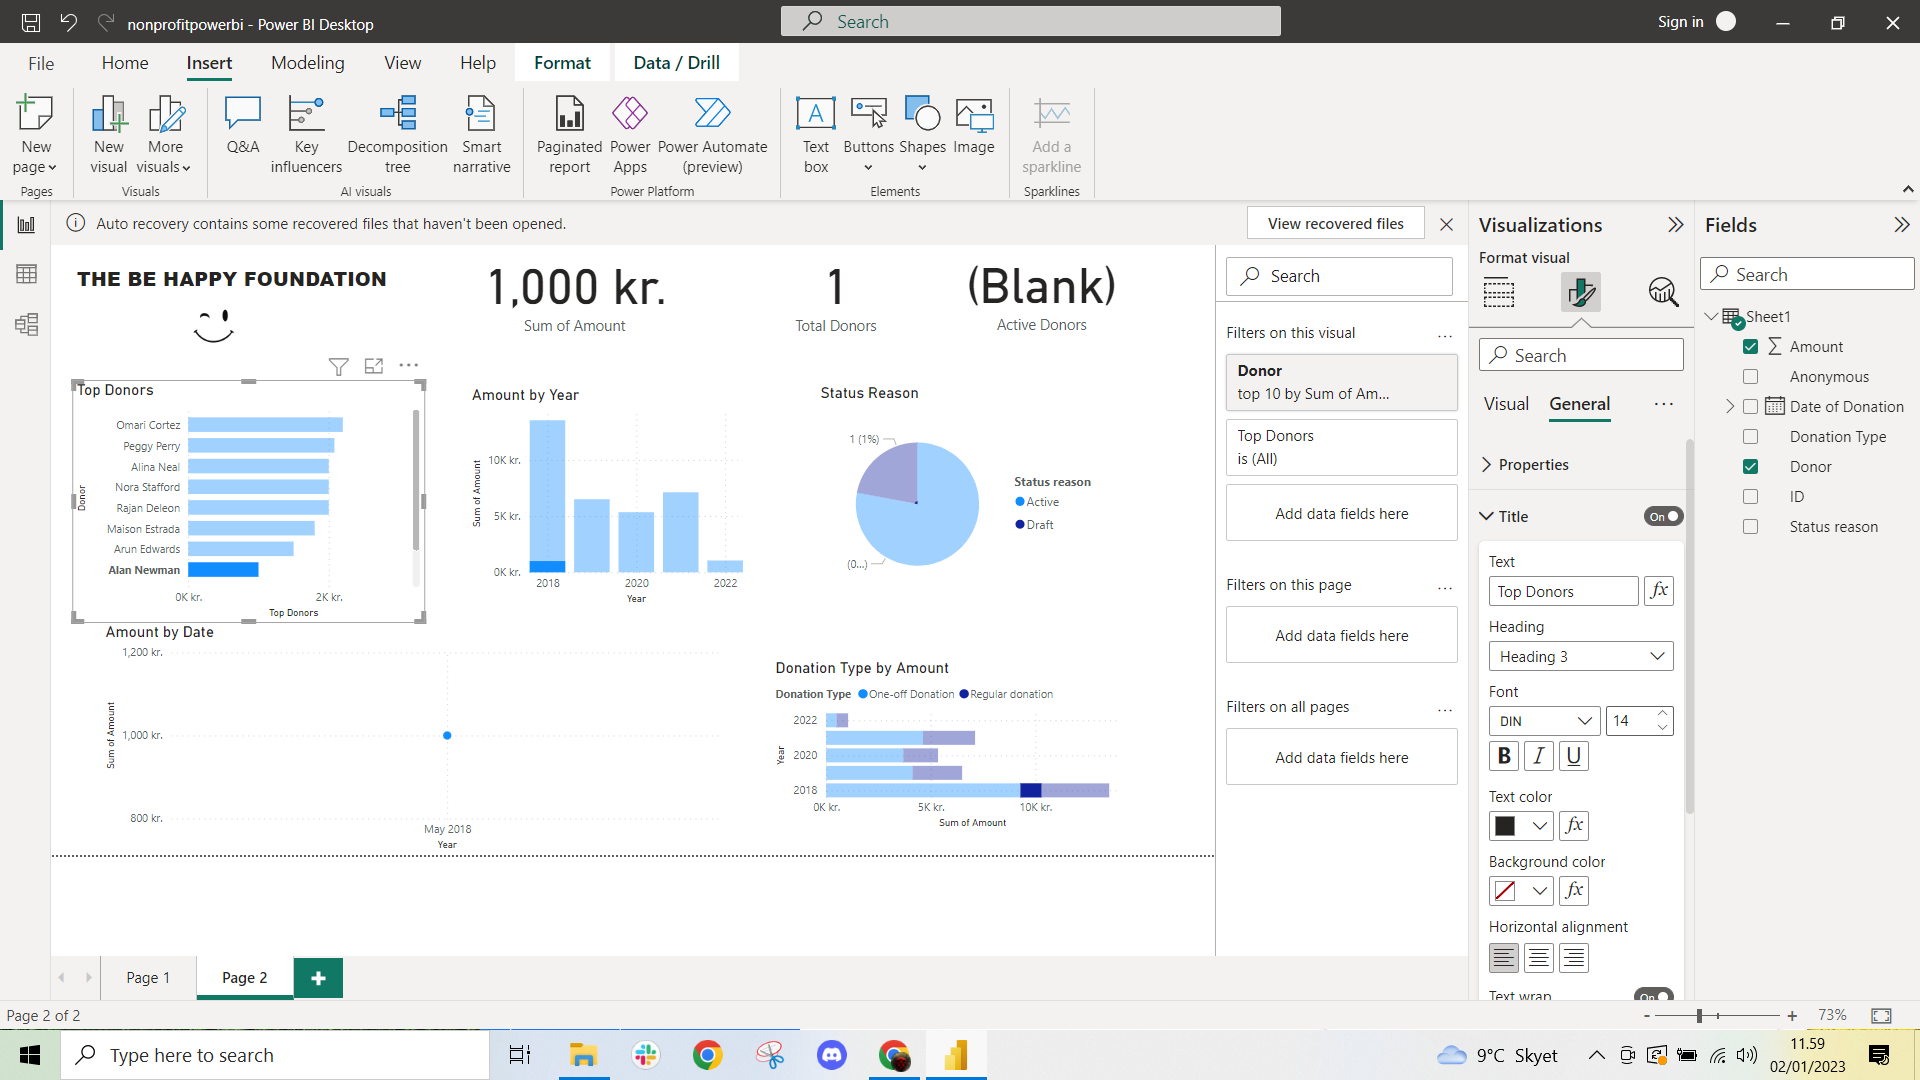 nonprofitpowerbi - Power BI Desktop
Search
Sign in
File
Home
Insert
Modeling
View
Help
Format
Data / Drill
New page
New visual
More visuals
Q&A
Key influencers
Decomposition tree
Smart narrative
Paginated report
Power Apps
Power Automate (preview)
Text box
Buttons
Shapes
Image
Add a sparkline
Pages
Visuals
AI visuals
Power Platform
Elements
Sparklines
Auto recovery contains some recovered files that haven't been opened.
View recovered files
THE BE HAPPY FOUNDATION
1,000 kr.
Sum of Amount
1
Total Donors
(Blank)
Active Donors
Top Donors
Donor
Omari Cortez
Peggy Perry
Alina Neal
Nora Stafford
Rajan Deleon
Maison Estrada
Arun Edwards
Alan Newman
0K kr.
2K kr.
Top Donors
Amount by Year
Sum of Amount
10K kr.
5K kr.
0K kr.
2018
2020
2022
Year
Status Reason
1 (1%)
(0...)
Status reason
Active
Draft
Amount by Date
Sum of Amount
1,200 kr.
1,000 kr.
800 kr.
May 2018
Year
Donation Type by Amount
Donation Type
One-off Donation
Regular donation
Year
2022
2020
2018
0K kr.
5K kr.
10K kr.
Sum of Amount
Search
Filters on this visual
...
Donor
top 10 by Sum of Am...
Top Donors
is (All)
Add data fields here
Filters on this page
...
Add data fields here
Filters on all pages
...
Add data fields here
Visualizations
Format visual
Search
Visual
General
...
Properties
Title
On
Text
Top Donors
fx
Heading
Heading 3
Font
DIN
14
B
I
U
Text color
fx
Background color
fx
Horizontal alignment
Text wrap
On
Fields
Search
Sheet1
Amount
Anonymous
Date of Donation
Donation Type
Donor
ID
Status reason
Page 1
Page 2
Page 2 of 2
- + 73%
Type here to search
9°C Skyet
11.59
02/01/2023